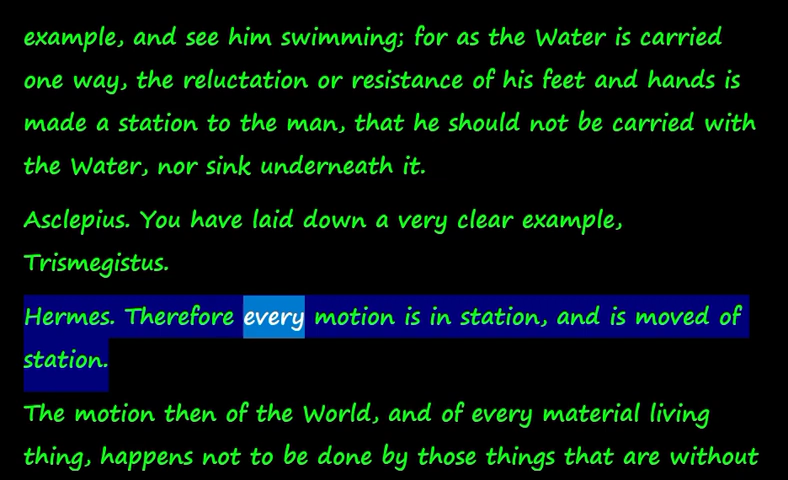 example, and see him swimming; for as the Water is carried
one way, the reluctation or resistance of his feet and hands is
made a station to the man, that he should not be carried with
the Water, nor sink underneath it.
Asclepius. You have laid down a very clear example,
Trismegistus.
Hermes. Therefore every motion is in station, and is moved of
station.
The motion then of the World, and of every material living
thing, happens not to be done by those things that are without